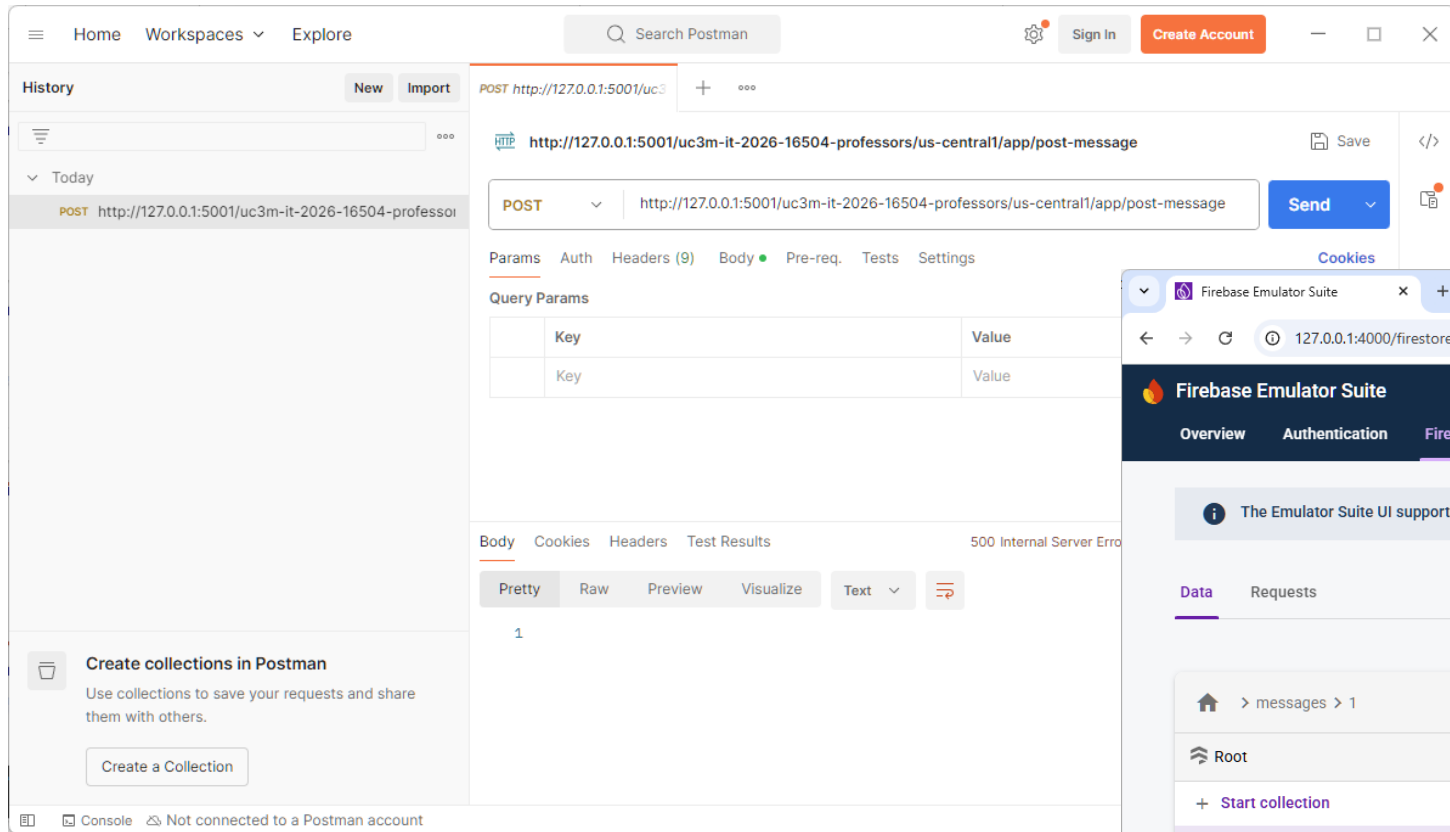 Home Workspaces Explore Search Postman Sign In Create Account
History New Import
POST http://127.0.0.1:5001/uc3
Today
POST http://127.0.0.1:5001/uc3m-it-2026-16504-professor
HTTP http://127.0.0.1:5001/uc3m-it-2026-16504-professors/us-central1/app/post-message Save </>
POST http://127.0.0.1:5001/uc3m-it-2026-16504-professors/us-central1/app/post-message Send
Params Auth Headers (9) Body Pre-req. Tests Settings Cookies
Query Params
Key Value
Key Value
Body Cookies Headers Test Results 500 Internal Server Erro
Pretty Raw Preview Visualize Text
1
Create collections in Postman
Use collections to save your requests and share
them with others.
Create a Collection
Console Not connected to a Postman account
Firebase Emulator Suite
127.0.0.1:4000/firestore
Firebase Emulator Suite
Overview Authentication Fire
The Emulator Suite UI support
Data Requests
> messages > 1
Root
+ Start collection